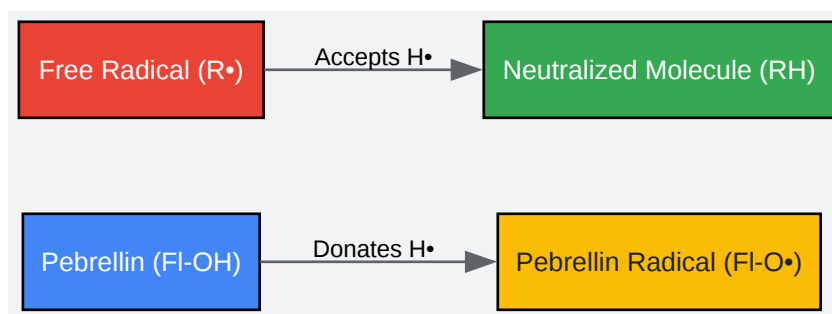 Free Radical (R•)
Accepts H•
Neutralized Molecule (RH)
Pebrellin (Fl-OH)
Donates H•
Pebrellin Radical (Fl-O•)